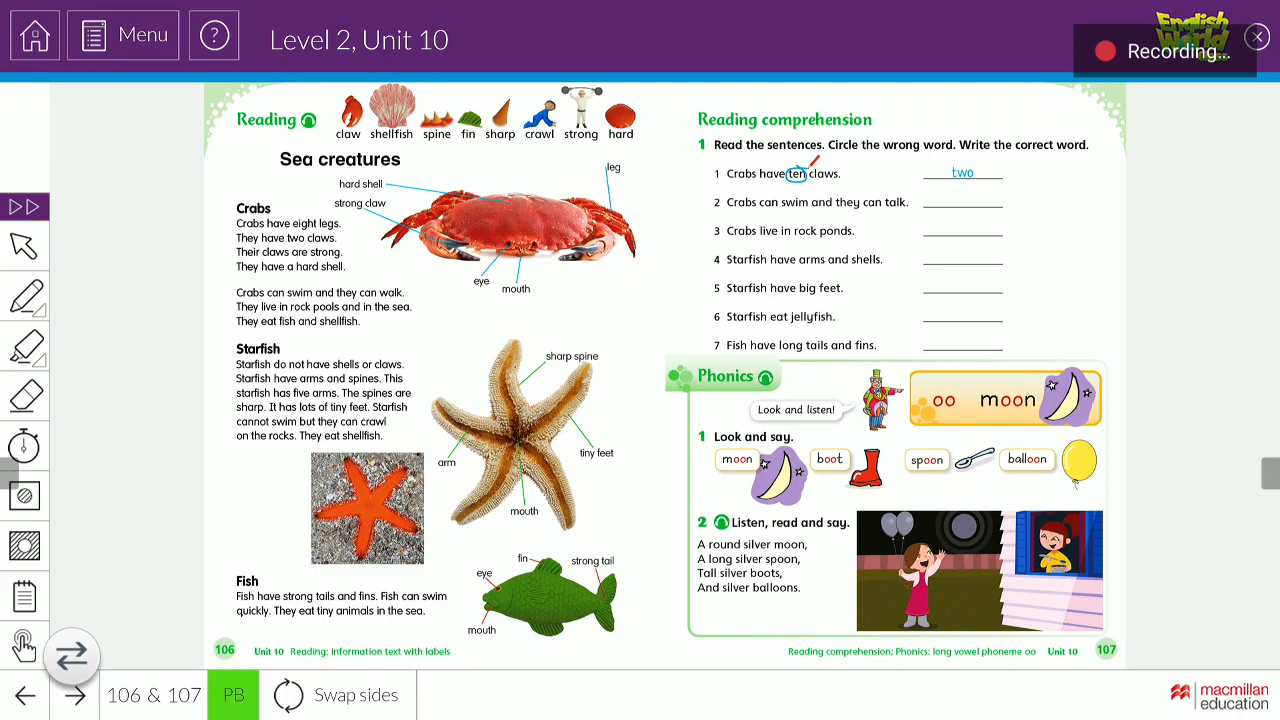 Menu
?
Level 2, Unit 10
English World
Recording...
Reading
claw shellfish spine fin sharp crawl strong hard
Sea creatures
leg
hard shell
strong claw
eye
mouth
Crabs
Crabs have eight legs.
They have two claws.
Their claws are strong.
They have a hard shell.
Crabs can swim and they can walk.
They live in rock pools and in the sea.
They eat fish and shellfish.
Starfish
Starfish do not have shells or claws.
Starfish have arms and spines. This
starfish has five arms. The spines are
sharp. It has lots of tiny feet. Starfish
cannot swim but they can crawl
on the rocks. They eat shellfish.
sharp spine
arm
tiny feet
mouth
Fish
Fish have strong tails and fins. Fish can swim
quickly. They eat tiny animals in the sea.
fin
strong tail
eye
mouth
106 Unit 10 Reading: information text with labels
Reading comprehension
1 Read the sentences. Circle the wrong word. Write the correct word.
1 Crabs have ten claws. two
2 Crabs can swim and they can talk.
3 Crabs live in rock ponds.
4 Starfish have arms and shells.
5 Starfish have big feet.
6 Starfish eat jellyfish.
7 Fish have long tails and fins.
Phonics
Look and listen!
oo moon
1 Look and say.
moon boot spoon balloon
2 Listen, read and say.
A round silver moon,
A long silver spoon,
Tall silver boots,
And silver balloons.
Reading comprehension; Phonics: long vowel phoneme oo Unit 10 107
106 & 107
PB
Swap sides
macmillan
education